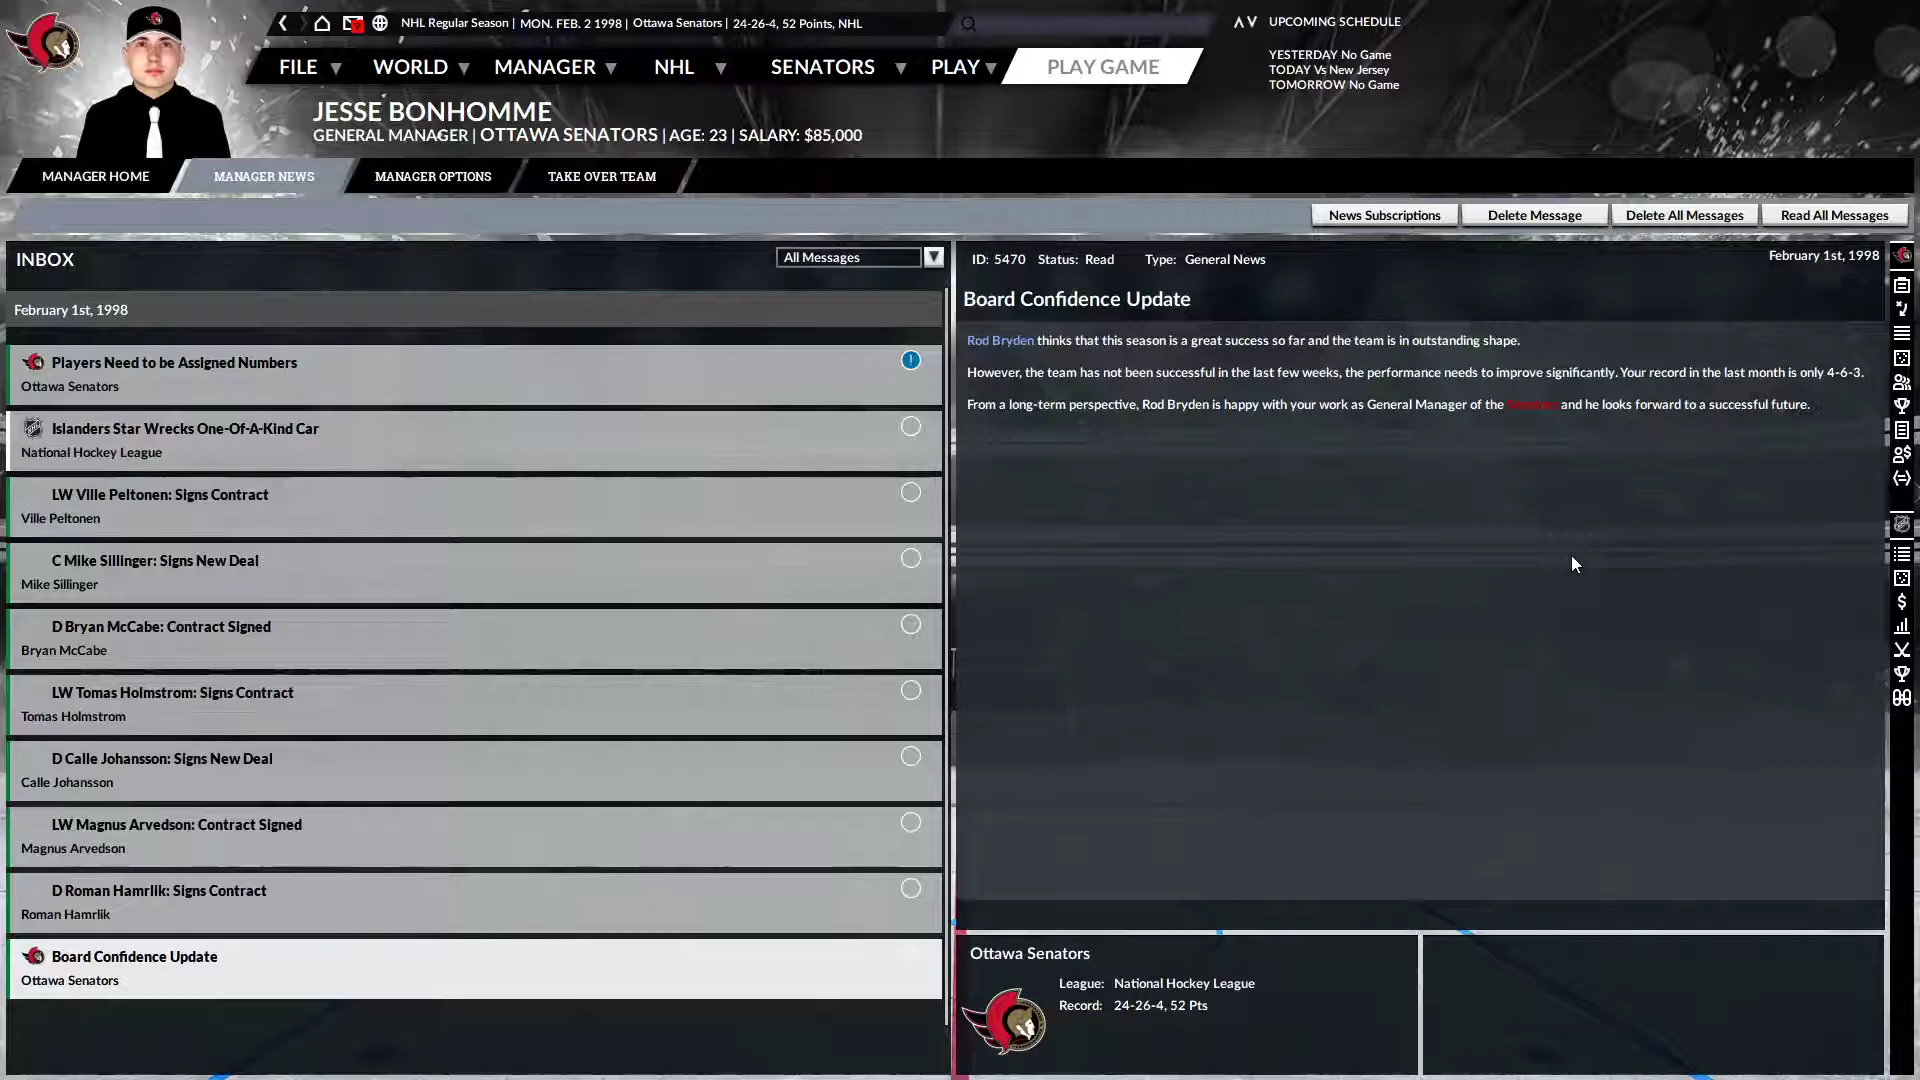 NHL Regular Season | MON. FEB. 2 1998 | Ottawa Senators | 24-26-4, 52 Points, NHL
UPCOMING SCHEDULE
YESTERDAY No Game
TODAY Vs New Jersey
TOMORROW No Game
FILE WORLD MANAGER NHL SENATORS PLAY PLAY GAME
JESSE BONHOMME
GENERAL MANAGER | OTTAWA SENATORS | AGE: 23 | SALARY: $85,000
MANAGER HOME MANAGER NEWS MANAGER OPTIONS TAKE OVER TEAM
News Subscriptions Delete Message Delete All Messages Read All Messages
INBOX All Messages
February 1st, 1998
Players Need to be Assigned Numbers
Ottawa Senators
Islanders Star Wrecks One-Of-A-Kind Car
National Hockey League
LW Ville Peltonen: Signs Contract
Ville Peltonen
C Mike Sillinger: Signs New Deal
Mike Sillinger
D Bryan McCabe: Contract Signed
Bryan McCabe
LW Tomas Holmstrom: Signs Contract
Tomas Holmstrom
D Calle Johansson: Signs New Deal
Calle Johansson
LW Magnus Arvedson: Contract Signed
Magnus Arvedson
D Roman Hamrlik: Signs Contract
Roman Hamrlik
Board Confidence Update
Ottawa Senators
ID: 5470 Status: Read Type: General News February 1st, 1998
Board Confidence Update
Rod Bryden thinks that this season is a great success so far and the team is in outstanding shape.
However, the team has not been successful in the last few weeks, the performance needs to improve significantly. Your record in the last month is only 4-6-3.
From a long-term perspective, Rod Bryden is happy with your work as General Manager of the Senators and he looks forward to a successful future.
Ottawa Senators
League: National Hockey League
Record: 24-26-4, 52 Pts